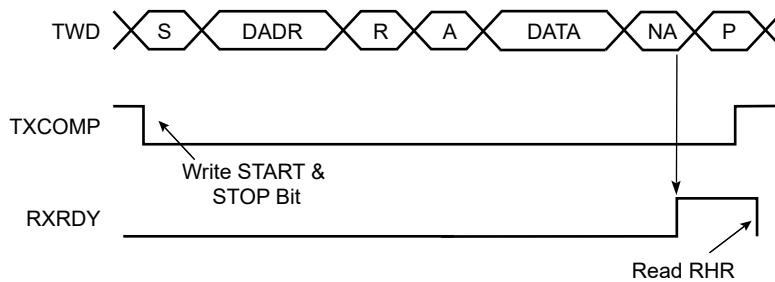 TWD S DADR R A DATA NA P
TXCOMP
Write START &
STOP Bit
RXRDY
Read RHR